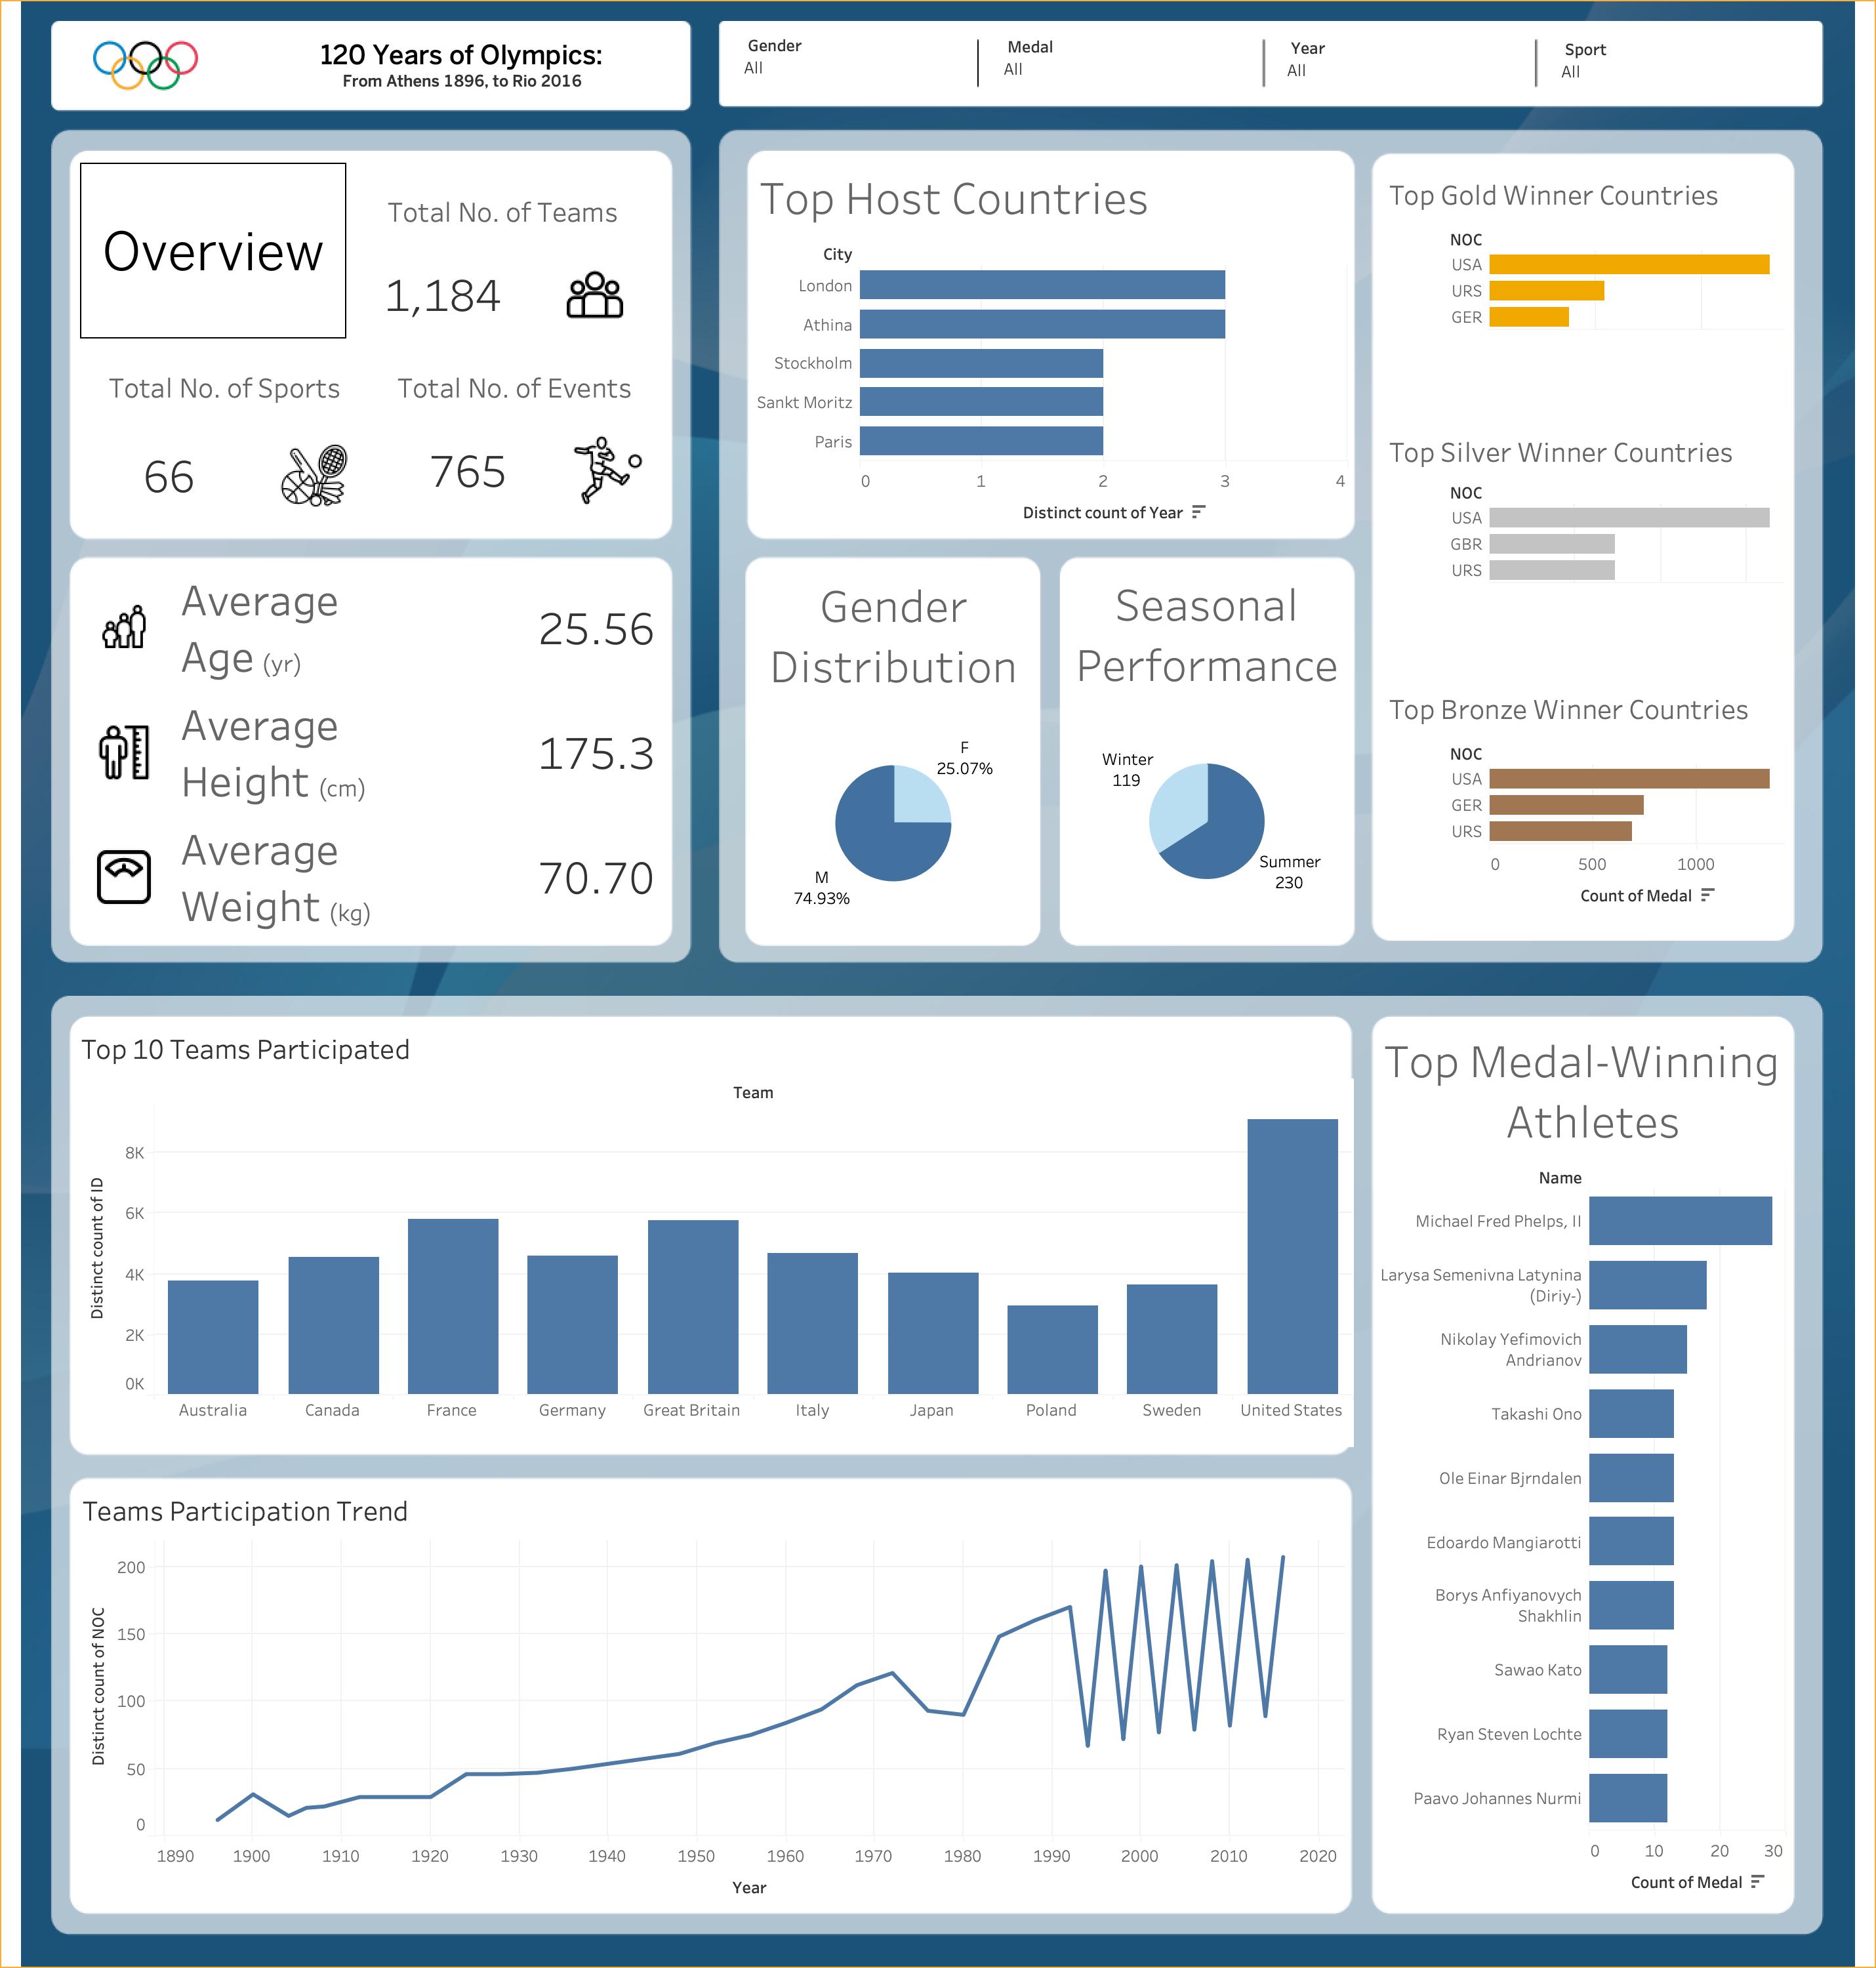 120 Years of Olympics:
From Athens 1896, to Rio 2016
Gender
All
Medal
All
Year
All
Sport
All
Overview
Total No. of Teams
1,184
Total No. of Sports
66
Total No. of Events
765
Average
Age (yr)
25.56
Average
Height (cm)
175.3
Average
Weight (kg)
70.70
Top Host Countries
City
London
Athina
Stockholm
Sankt Moritz
Paris
0 1 2 3 4
Distinct count of Year
Gender
Distribution
F
25.07%
M
74.93%
Seasonal
Performance
Winter
119
Summer
230
Top Gold Winner Countries
NOC
USA
URS
GER
Top Silver Winner Countries
NOC
USA
GBR
URS
Top Bronze Winner Countries
NOC
USA
GER
URS
0 500 1000
Count of Medal
Top 10 Teams Participated
Team
Distinct count of ID
8K
6K
4K
2K
0K
Australia Canada France Germany Great Britain Italy Japan Poland Sweden United States
Teams Participation Trend
Distinct count of NOC
200
150
100
50
0
1890 1900 1910 1920 1930 1940 1950 1960 1970 1980 1990 2000 2010 2020
Year
Top Medal-Winning
Athletes
Name
Michael Fred Phelps, II
Larysa Semenivna Latynina
(Diriy-)
Nikolay Yefimovich
Andrianov
Takashi Ono
Ole Einar Bjrndalen
Edoardo Mangiarotti
Borys Anfiyanovych
Shakhlin
Sawao Kato
Ryan Steven Lochte
Paavo Johannes Nurmi
0 10 20 30
Count of Medal